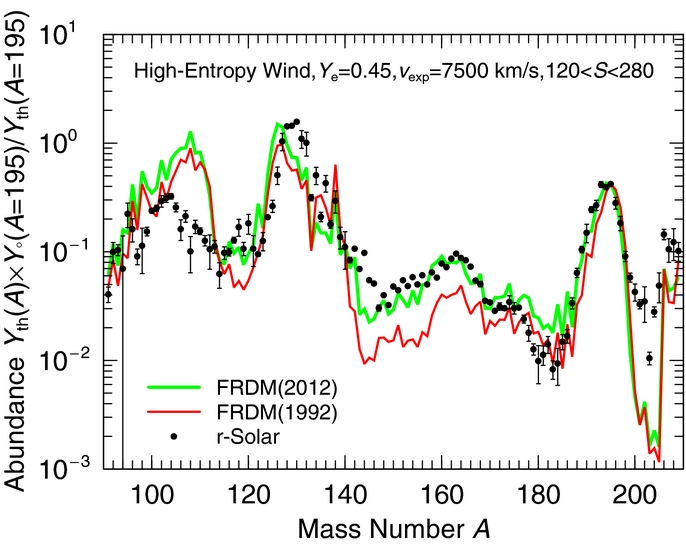 Abundance Yth(A)×Y☉(A=195)/Yth(A=195)
10¹
10⁰
10⁻¹
10⁻²
10⁻³
High-Entropy Wind, Ye=0.45, vexp=7500 km/s, 120<S<280
FRDM(2012)
FRDM(1992)
r-Solar
100 120 140 160 180 200
Mass Number A